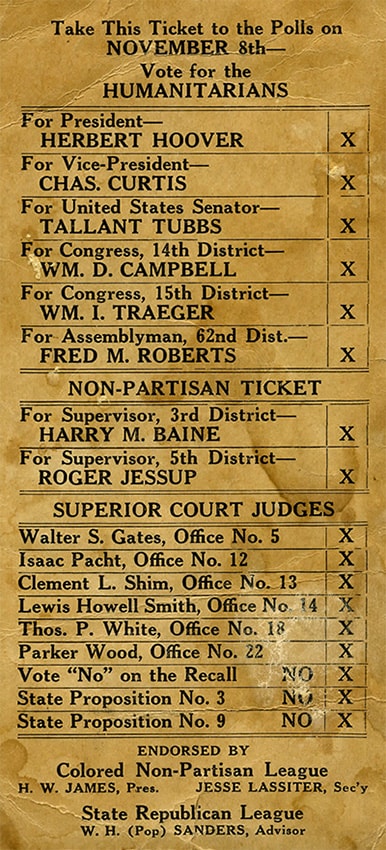 Take This Ticket to the Polls on
NOVEMBER 8th—
Vote for the
HUMANITARIANS
For President—
HERBERT HOOVER X
For Vice-President—
CHAS. CURTIS X
For United States Senator—
TALLANT TUBBS X
For Congress, 14th District—
WM. D. CAMPBELL X
For Congress, 15th District—
WM. I. TRAEGER X
For Assemblyman, 62nd Dist.—
FRED M. ROBERTS X
NON-PARTISAN TICKET
For Supervisor, 3rd District—
HARRY M. BAINE X
For Supervisor, 5th District—
ROGER JESSUP X
SUPERIOR COURT JUDGES
Walter S. Gates, Office No. 5 X
Isaac Pacht, Office No. 12 X
Clement L. Shim, Office No. 13 X
Lewis Howell Smith, Office No. 14 X
Thos. P. White, Office No. 18 X
Parker Wood, Office No. 22 X
Vote "No" on the Recall NO X
State Proposition No. 3 NO X
State Proposition No. 9 NO X
ENDORSED BY
Colored Non-Partisan League
H. W. JAMES, Pres. JESSE LASSITER, Sec'y
State Republican League
W. H. (Pop) SANDERS, Advisor